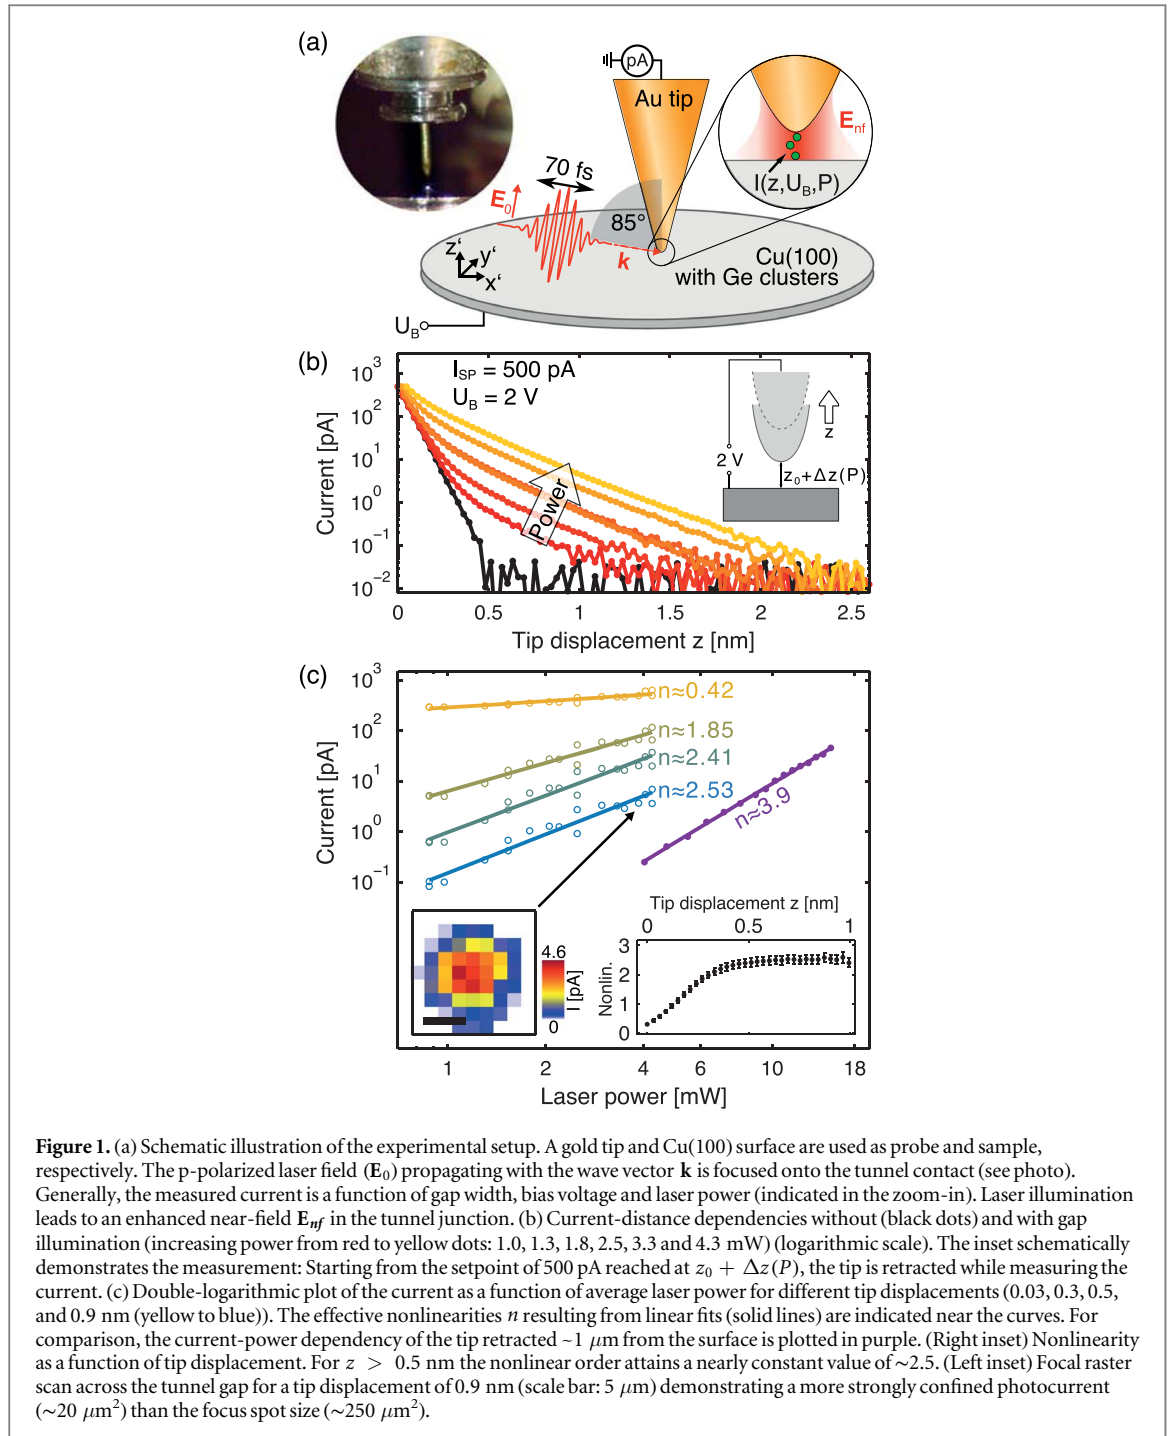 (a)
pA
Au tip
E_nf
I(z,U_B,P)
70 fs
E_0
85°
k
z‘
y‘
x‘
Cu(100)
with Ge clusters
U_B
(b)
I_SP = 500 pA
U_B = 2 V
Current [pA]
10^3
10^2
10^1
10^0
10^-1
10^-2
Power
z
2 V
z_0+Δz(P)
0 0.5 1 1.5 2 2.5
Tip displacement z [nm]
(c)
Current [pA]
10^3
10^2
10^1
10^0
10^-1
n≈0.42
n≈1.85
n≈2.41
n≈2.53
n≈3.9
4.6
I [pA]
0
Tip displacement z [nm]
0 0.5 1
Nonlin.
3
2
1
0
1 2 4 6 10 18
Laser power [mW]
Figure 1. (a) Schematic illustration of the experimental setup. A gold tip and Cu(100) surface are used as probe and sample,
respectively. The p-polarized laser field (E_0) propagating with the wave vector k is focused onto the tunnel contact (see photo).
Generally, the measured current is a function of gap width, bias voltage and laser power (indicated in the zoom-in). Laser illumination
leads to an enhanced near-field E_nf in the tunnel junction. (b) Current-distance dependencies without (black dots) and with gap
illumination (increasing power from red to yellow dots: 1.0, 1.3, 1.8, 2.5, 3.3 and 4.3 mW) (logarithmic scale). The inset schematically
demonstrates the measurement: Starting from the setpoint of 500 pA reached at z_0 + Δz(P), the tip is retracted while measuring the
current. (c) Double-logarithmic plot of the current as a function of average laser power for different tip displacements (0.03, 0.3, 0.5,
and 0.9 nm (yellow to blue)). The effective nonlinearities n resulting from linear fits (solid lines) are indicated near the curves. For
comparison, the current-power dependency of the tip retracted ~1 μm from the surface is plotted in purple. (Right inset) Nonlinearity
as a function of tip displacement. For z > 0.5 nm the nonlinear order attains a nearly constant value of ~2.5. (Left inset) Focal raster
scan across the tunnel gap for a tip displacement of 0.9 nm (scale bar: 5 μm) demonstrating a more strongly confined photocurrent
(~20 μm²) than the focus spot size (~250 μm²).